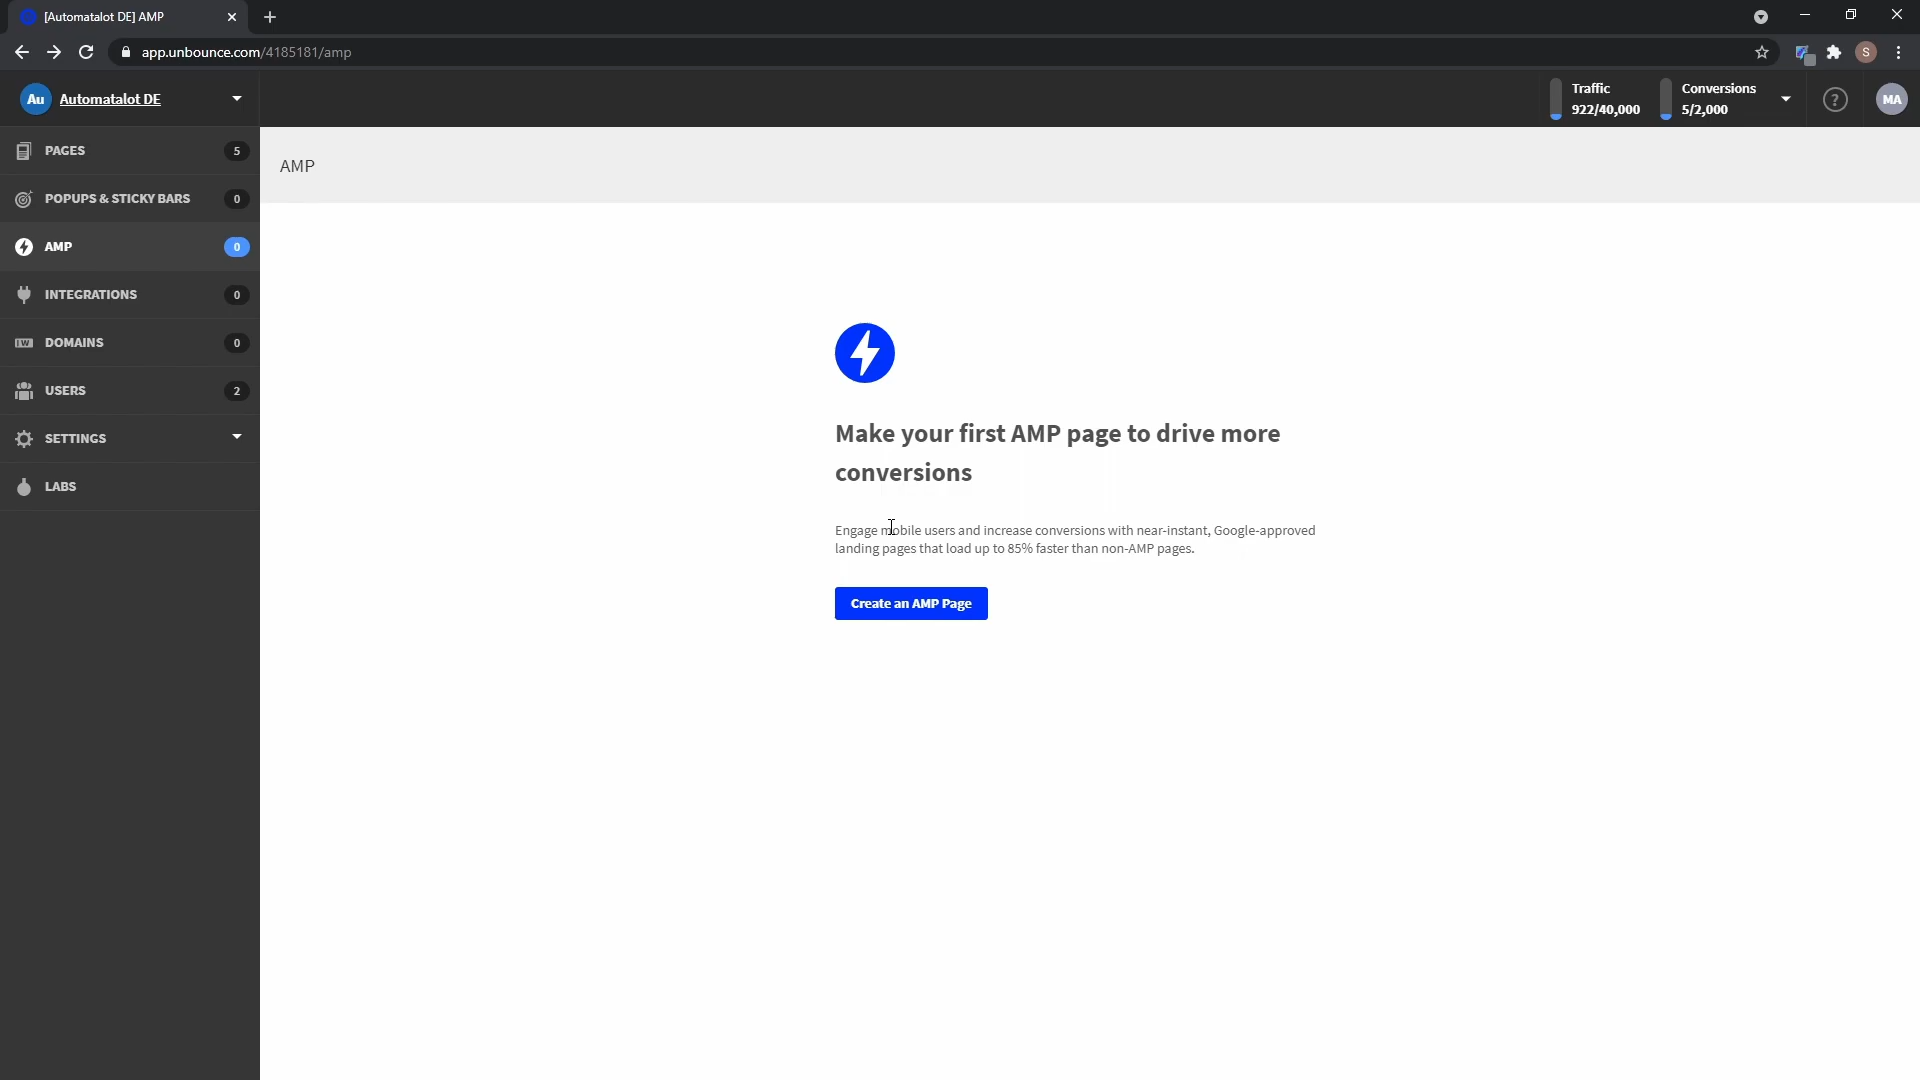 [Automatalot DE] AMP
app.unbounce.com/4185181/amp
S
Au Automatalot DE
Traffic
922/40,000
Conversions
5/2,000
?
MA
PAGES 5
POPUPS & STICKY BARS 0
AMP 0
INTEGRATIONS 0
DOMAINS 0
USERS 2
SETTINGS
LABS
AMP
Make your first AMP page to drive more
conversions
Engage mobile users and increase conversions with near-instant, Google-approved
landing pages that load up to 85% faster than non-AMP pages.
Create an AMP Page